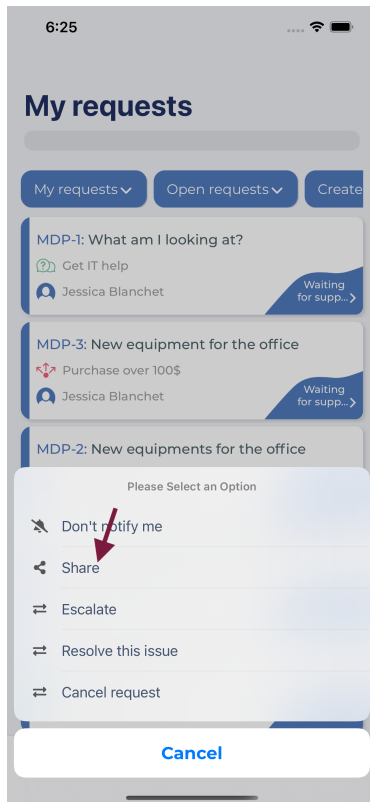 6:25
My requests
My requests
Open requests
Create
MDP-1: What am I looking at?
Get IT help
Jessica Blanchet
Waiting
for supp...
MDP-3: New equipment for the office
Purchase over 100$
Jessica Blanchet
Waiting
for supp...
MDP-2: New equipments for the office
Please Select an Option
Don't notify me
Share
Escalate
Resolve this issue
Cancel request
Cancel